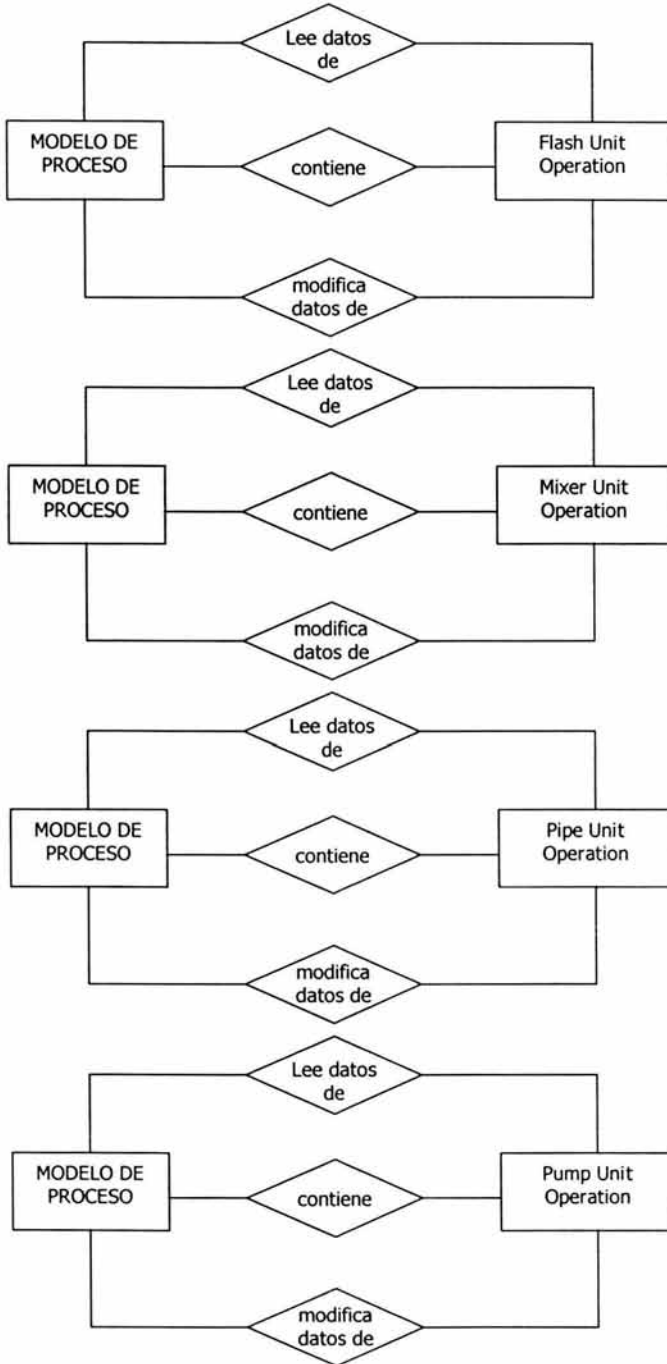 Lee datos
de
MODELO DE
PROCESO
contiene
Flash Unit
Operation
modifica
datos de
Lee datos
de
MODELO DE
PROCESO
contiene
Mixer Unit
Operation
modifica
datos de
Lee datos
de
MODELO DE
PROCESO
contiene
Pipe Unit
Operation
modifica
datos de
Lee datos
de
MODELO DE
PROCESO
contiene
Pump Unit
Operation
modifica
datos de